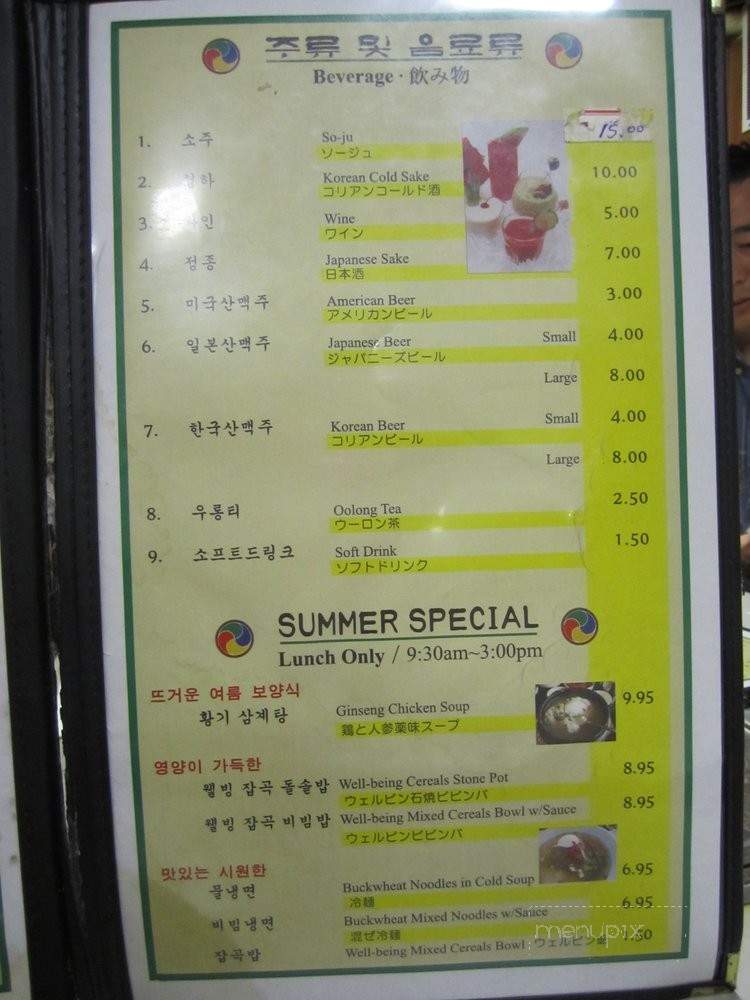 주류 및 음료류
Beverage · 飲み物
15.00
1. 소주 So-ju
ソージュ
2. 하 Korean Cold Sake 10.00
コリアンコールド酒
3. 와인 Wine 5.00
ワイン
4. 정종 Japanese Sake 7.00
日本酒
5. 미국산맥주 American Beer 3.00
アメリカンビール
6. 일본산맥주 Japanese Beer Small 4.00
ジャパニーズビール
Large 8.00
7. 한국산맥주 Korean Beer Small 4.00
コリアンビール
Large 8.00
8. 우롱티 Oolong Tea 2.50
ウーロン茶
9. 소프트드링크 Soft Drink 1.50
ソフトドリンク
SUMMER SPECIAL
Lunch Only / 9:30am~3:00pm
뜨거운 여름 보양식
황기 삼계탕 Ginseng Chicken Soup 9.95
鶏と人参薬味スープ
영양이 가득한
웰빙 잡곡 돌솥밥 Well-being Cereals Stone Pot 8.95
ウェルビン石焼ビビンバ
웰빙 잡곡 비빔밥 Well-being Mixed Cereals Bowl w/Sauce 8.95
ウェルビンビビンバ
맛있는 시원한
물냉면 Buckwheat Noodles in Cold Soup 6.95
冷麺
비빔냉면 Buckwheat Mixed Noodles w/Sauce 6.95
混ぜ冷麺
잡곡밥 Well-being Mixed Cereals Bowl · ウェルビン .50
menupix